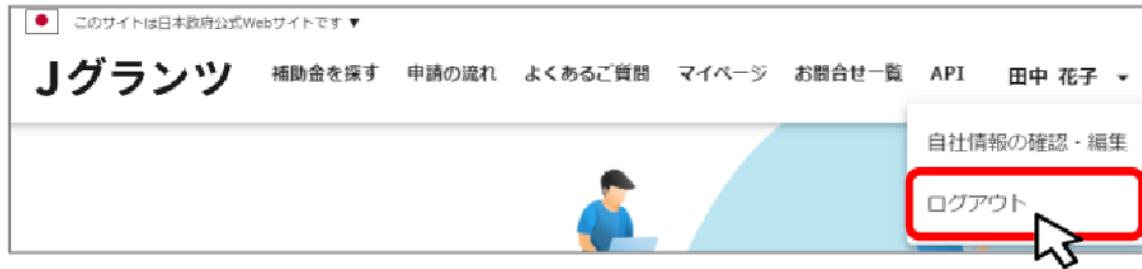 このサイトは日本政府公式Webサイトです ▼
Jグランツ 補助金を探す 申請の流れ よくあるご質問 マイページ お問合せ一覧 API 田中 花子
自社情報の確認・編集
ログアウト